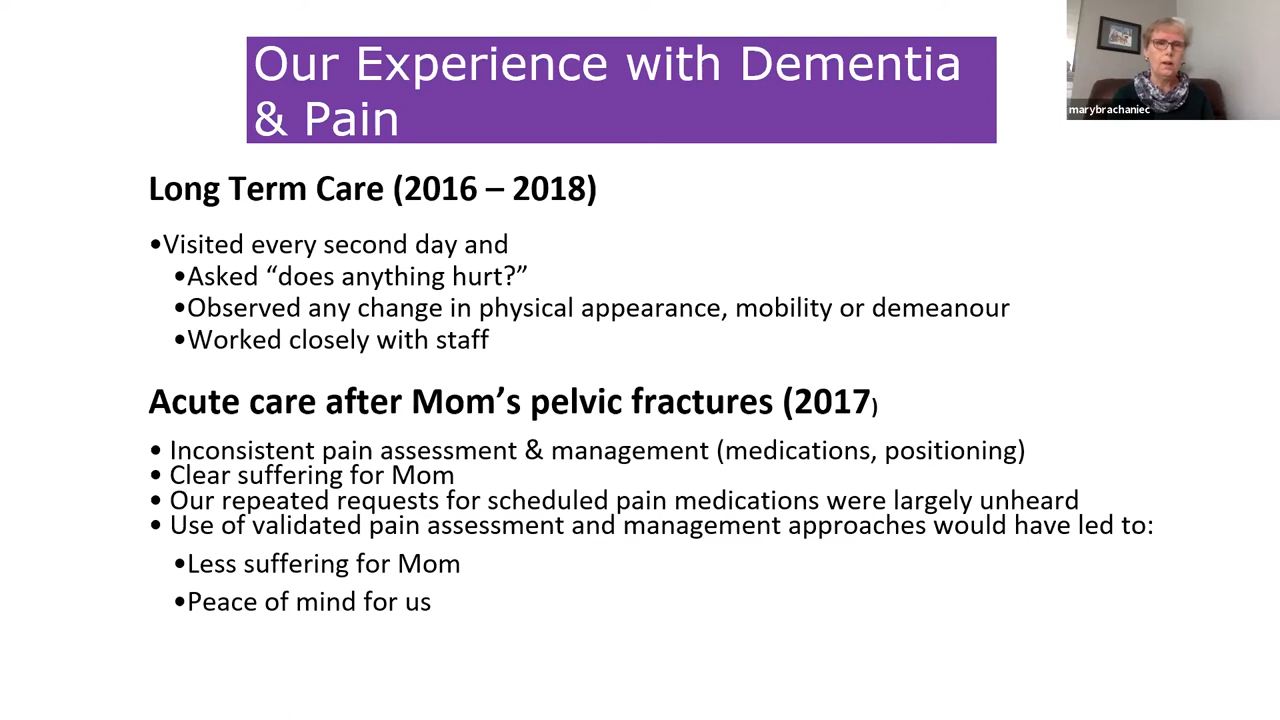 Our Experience with Dementia
& Pain
marybrachaniec
Long Term Care (2016 – 2018)
•Visited every second day and
•Asked “does anything hurt?”
•Observed any change in physical appearance, mobility or demeanour
•Worked closely with staff
Acute care after Mom’s pelvic fractures (2017)
• Inconsistent pain assessment & management (medications, positioning)
• Clear suffering for Mom
• Our repeated requests for scheduled pain medications were largely unheard
• Use of validated pain assessment and management approaches would have led to:
•Less suffering for Mom
•Peace of mind for us